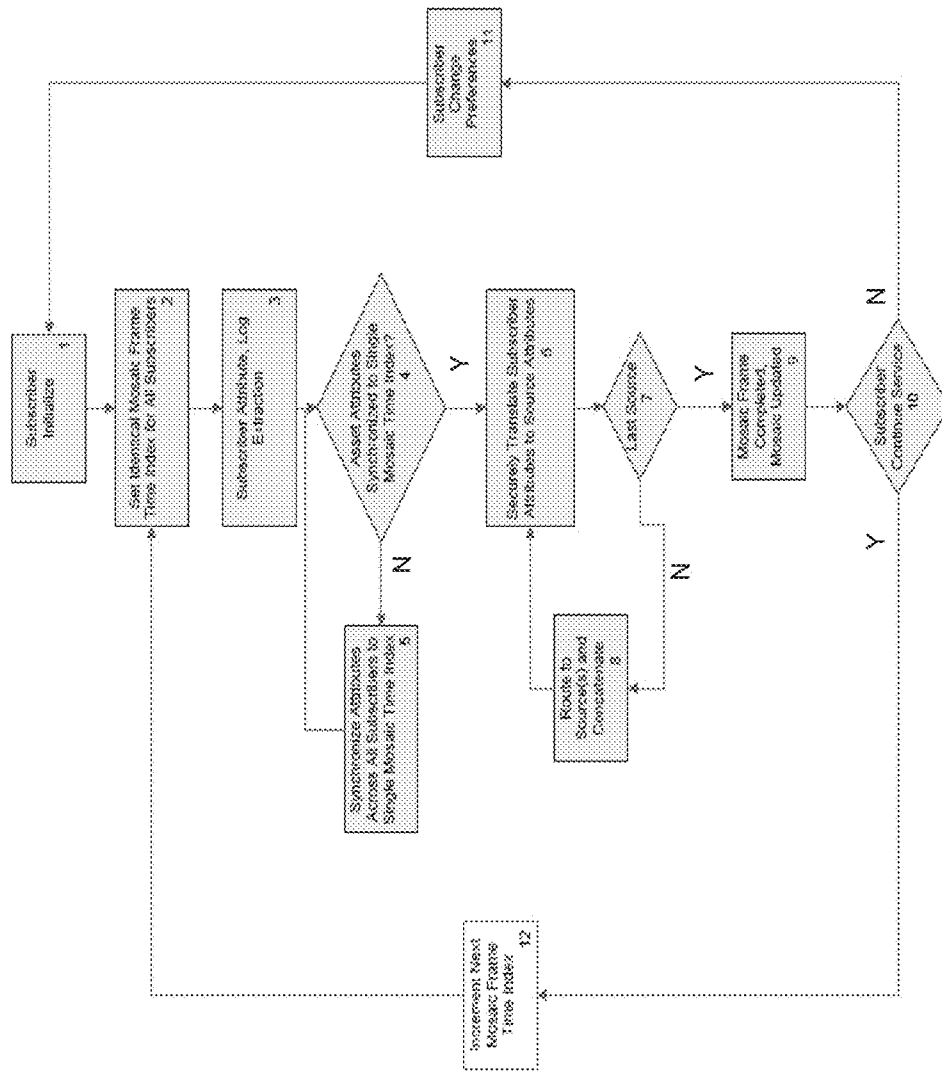 Subscriber
Initialize
1
Set Identical Mosaic Frame
Time Index for All Subscribers
2
Subscriber Attribute, Log
Extraction
3
Asset Attributes
Synchronized to Single
Mosaic Time Index?
4
N
Y
Synchronize Attributes
Across All Subscribers to
Single Mosaic Time Index
5
Securely Translate Subscriber
Attributes to Source Attributes
6
Last Source
7
N
Y
Route to
Source(s) and
Concatenate
8
Mosaic Frame
Completed,
Mosaic Updated
9
Subscriber
Continue Service
10
Y
N
Subscriber
Change
Preferences
11
Increment Next
Mosaic Frame
Time Index
12